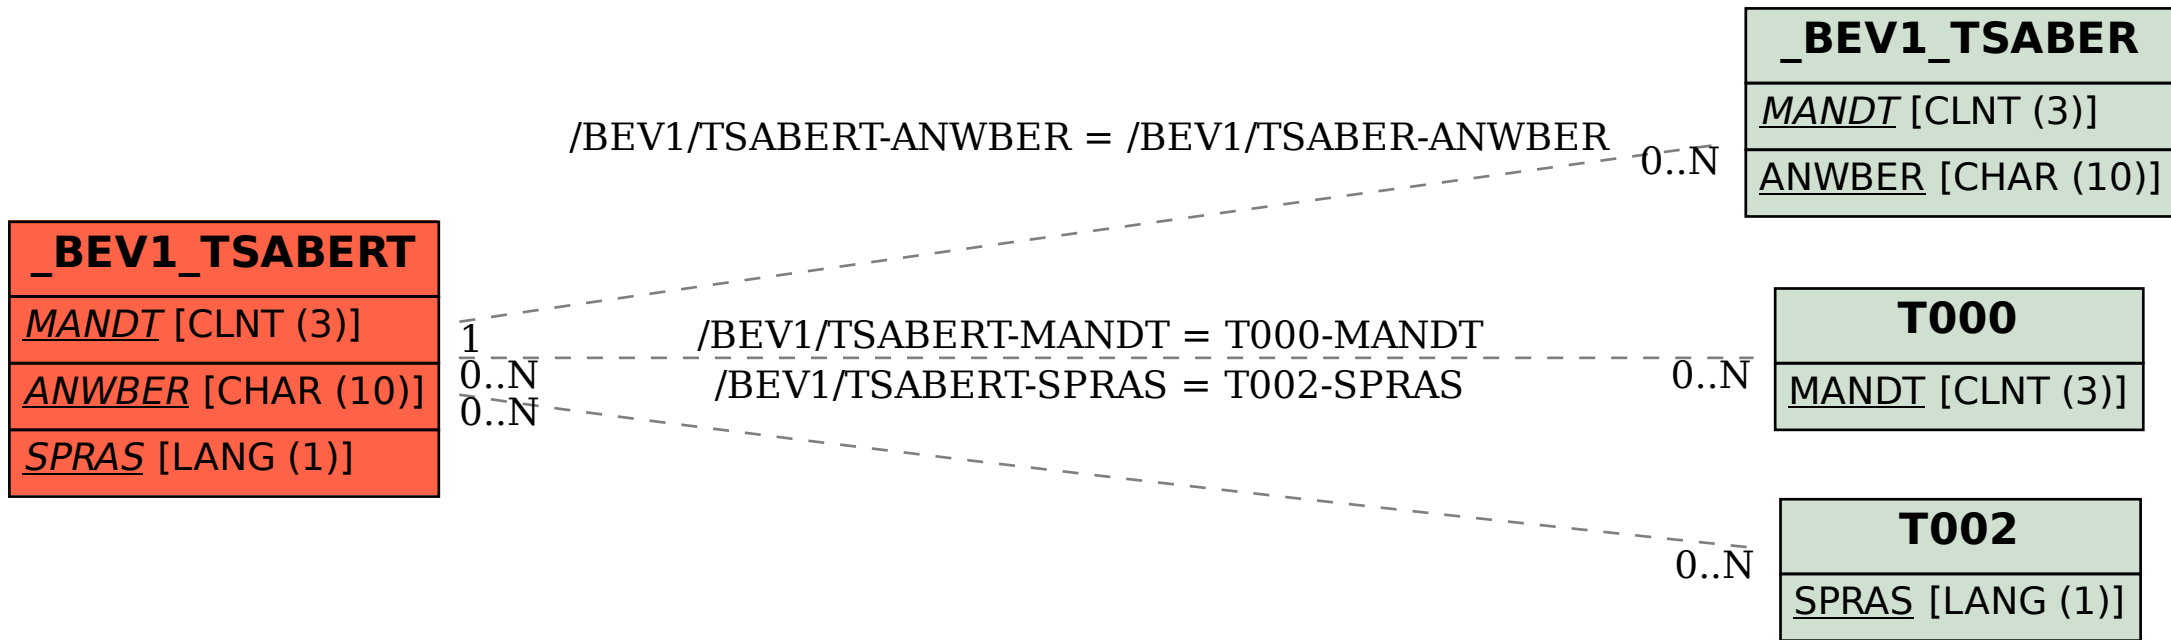 _BEV1_TSABERT
MANDT [CLNT (3)]
ANWBER [CHAR (10)]
SPRAS [LANG (1)]
/BEV1/TSABERT-ANWBER = /BEV1/TSABER-ANWBER
1
0..N
/BEV1/TSABERT-MANDT = T000-MANDT
0..N
0..N
/BEV1/TSABERT-SPRAS = T002-SPRAS
0..N
0..N
_BEV1_TSABER
MANDT [CLNT (3)]
ANWBER [CHAR (10)]
T000
MANDT [CLNT (3)]
T002
SPRAS [LANG (1)]